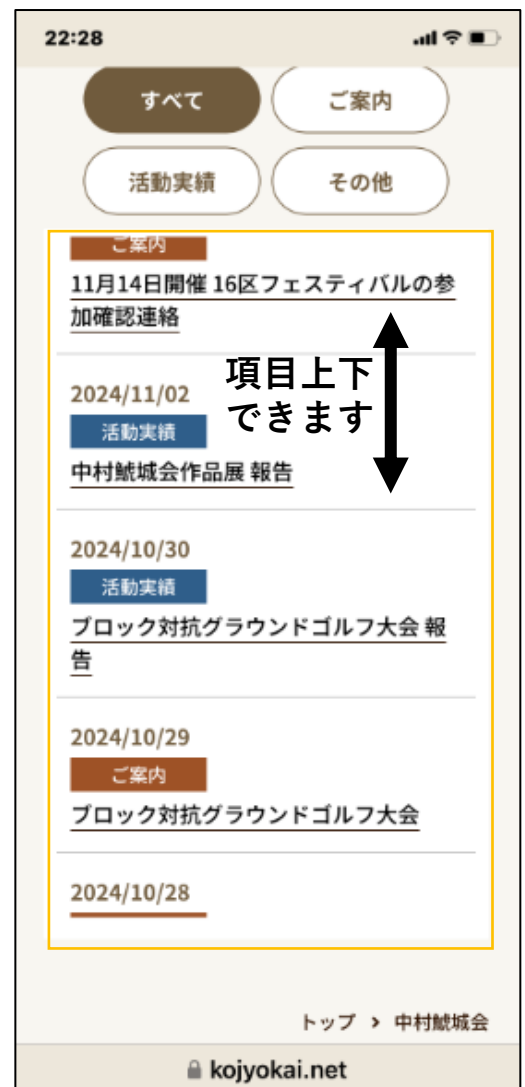 22:28
すべて
ご案内
活動実績
その他
ご案内
11月14日開催 16区フェスティバルの参
加確認連絡
項目上下
できます
2024/11/02
活動実績
中村鯱城会作品展 報告
2024/10/30
活動実績
ブロック対抗グラウンドゴルフ大会 報
告
2024/10/29
ご案内
ブロック対抗グラウンドゴルフ大会
2024/10/28
トップ > 中村鯱城会
kojyokai.net